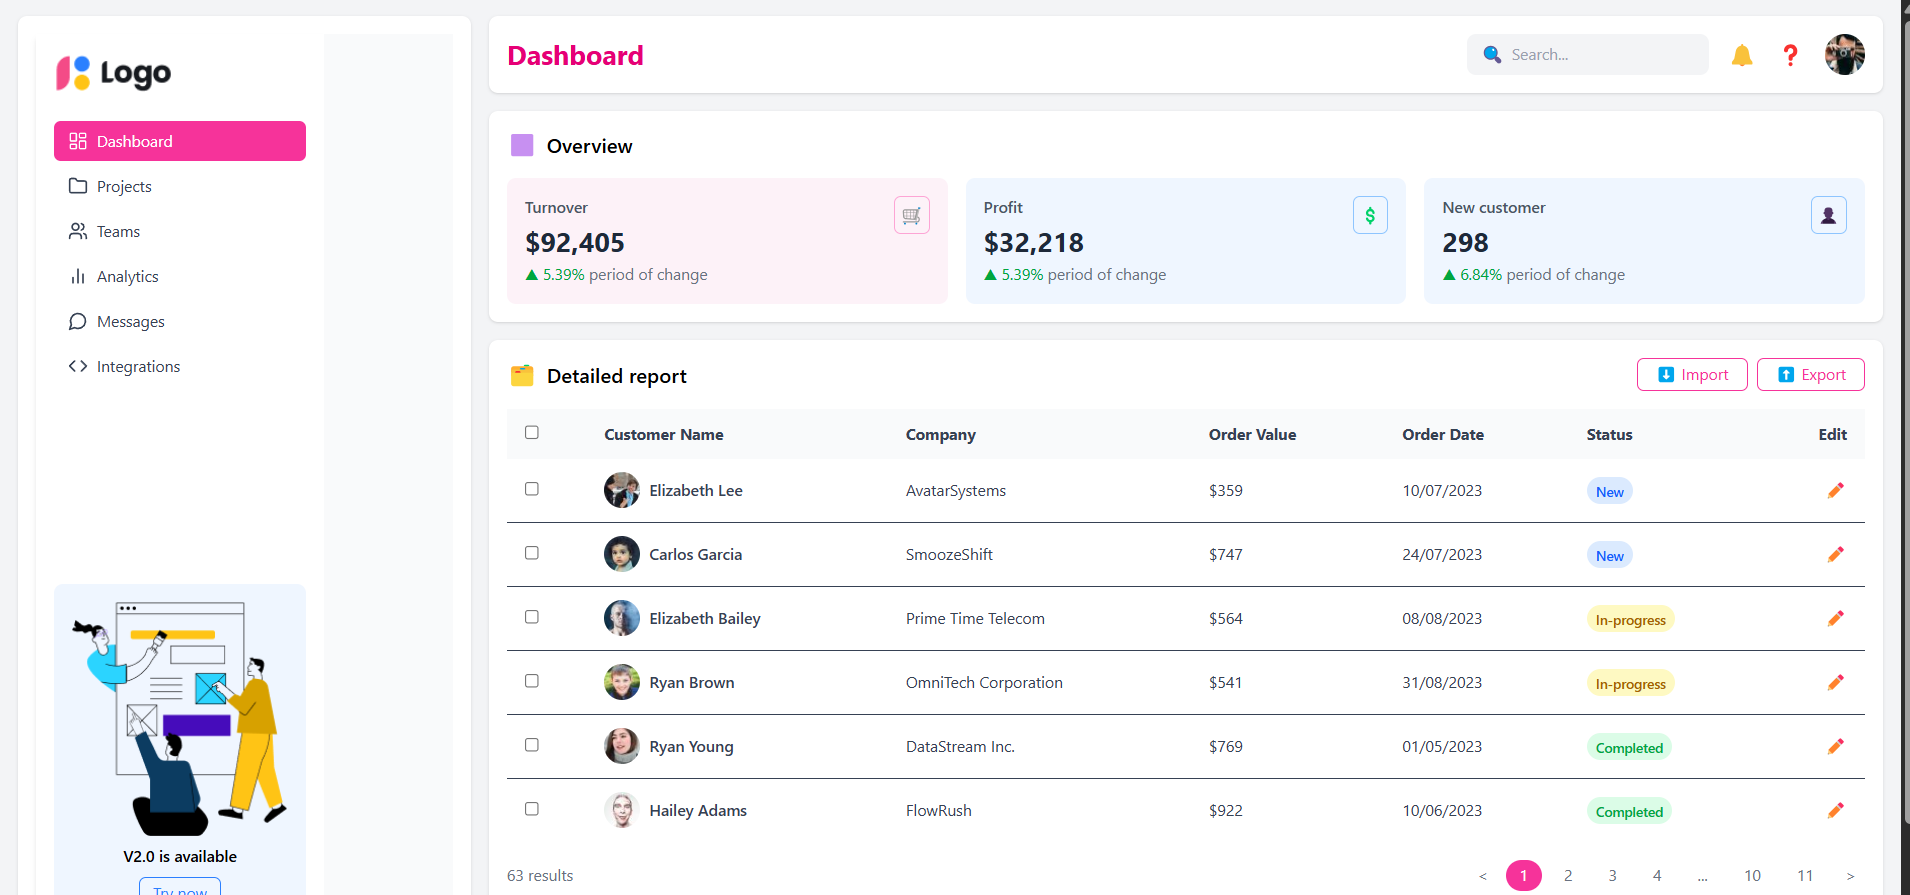 Logo
Dashboard
Projects
Teams
Analytics
Messages
Integrations
V2.0 is available
Try now
Dashboard
Search...
Overview
Turnover
$92,405
▲ 5.39% period of change
Profit
$32,218
▲ 5.39% period of change
New customer
298
▲ 6.84% period of change
Detailed report
Import Export
Customer Name Company Order Value Order Date Status Edit
Elizabeth Lee AvatarSystems $359 10/07/2023 New
Carlos Garcia SmoozeShift $747 24/07/2023 New
Elizabeth Bailey Prime Time Telecom $564 08/08/2023 In-progress
Ryan Brown OmniTech Corporation $541 31/08/2023 In-progress
Ryan Young DataStream Inc. $769 01/05/2023 Completed
Hailey Adams FlowRush $922 10/06/2023 Completed
63 results < 1 2 3 4 ... 10 11 >